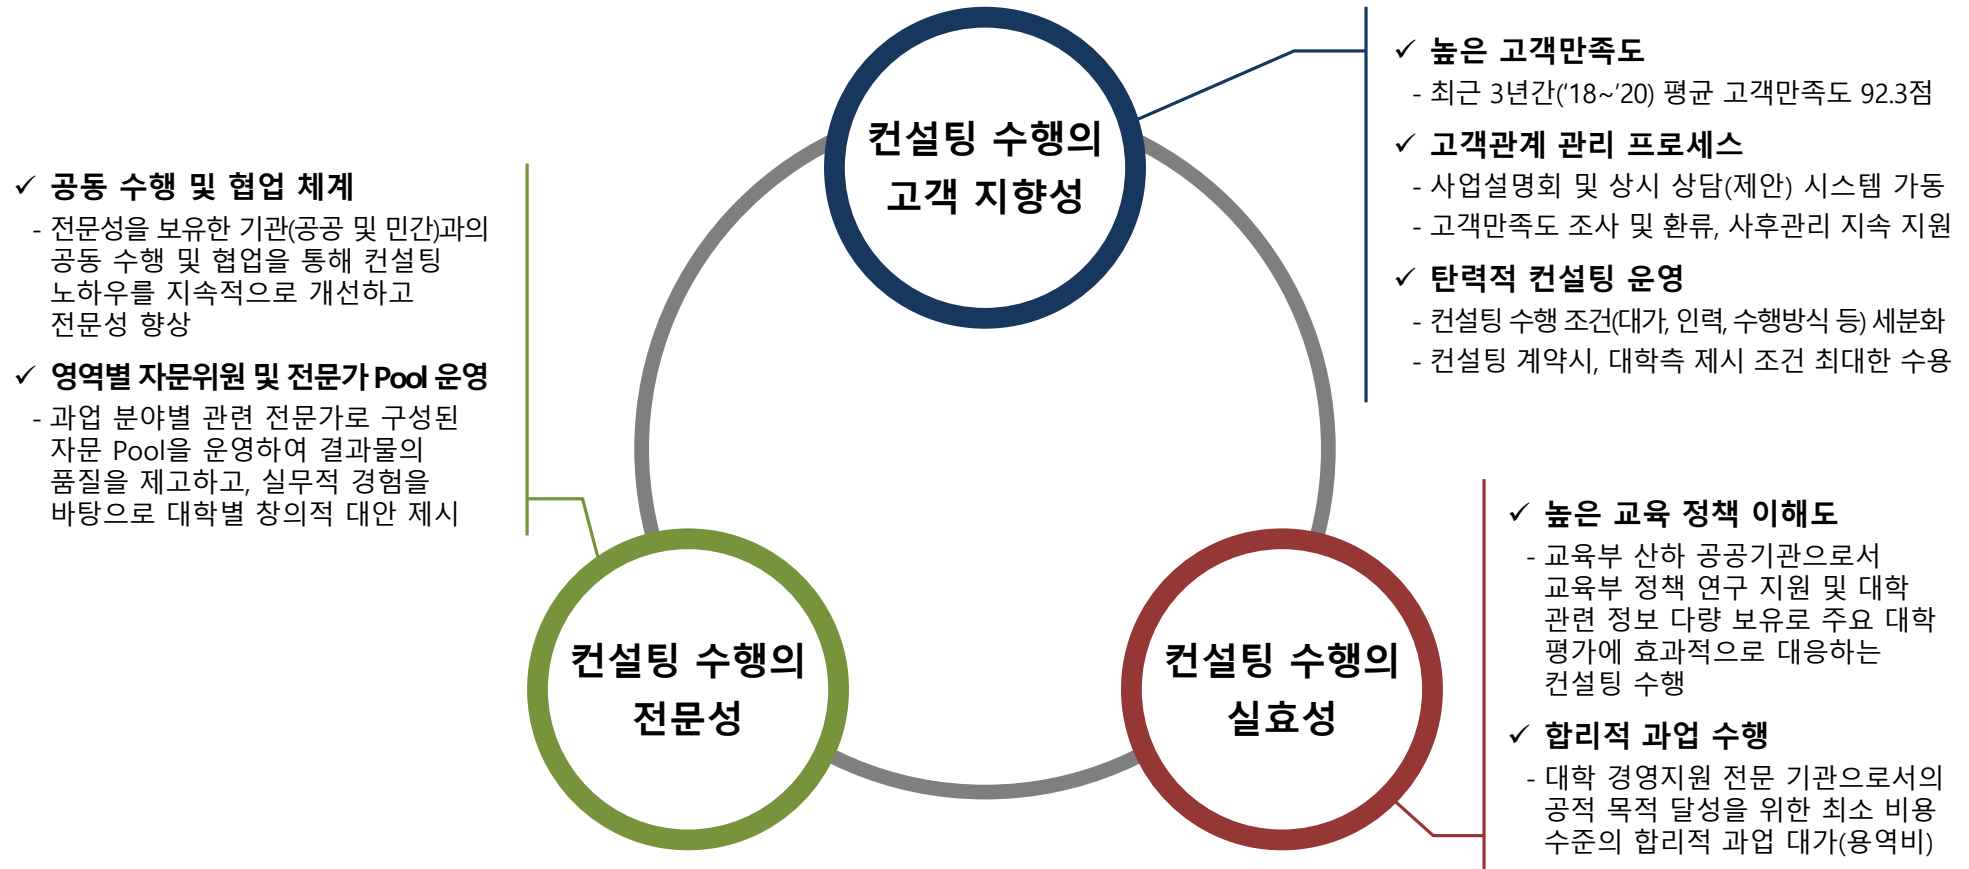 컨설팅 수행의
고객 지향성
✓ 높은 고객만족도
- 최근 3년간('18~'20) 평균 고객만족도 92.3점
✓ 고객관계 관리 프로세스
- 사업설명회 및 상시 상담(제안) 시스템 가동
- 고객만족도 조사 및 환류, 사후관리 지속 지원
✓ 탄력적 컨설팅 운영
- 컨설팅 수행 조건(대가, 인력, 수행방식 등) 세분화
- 컨설팅 계약시, 대학측 제시 조건 최대한 수용
✓ 공동 수행 및 협업 체계
- 전문성을 보유한 기관(공공 및 민간)과의
공동 수행 및 협업을 통해 컨설팅
노하우를 지속적으로 개선하고
전문성 향상
✓ 영역별 자문위원 및 전문가 Pool 운영
- 과업 분야별 관련 전문가로 구성된
자문 Pool을 운영하여 결과물의
품질을 제고하고, 실무적 경험을
바탕으로 대학별 창의적 대안 제시
컨설팅 수행의
전문성
컨설팅 수행의
실효성
✓ 높은 교육 정책 이해도
- 교육부 산하 공공기관으로서
교육부 정책 연구 지원 및 대학
관련 정보 다량 보유로 주요 대학
평가에 효과적으로 대응하는
컨설팅 수행
✓ 합리적 과업 수행
- 대학 경영지원 전문 기관으로서의
공적 목적 달성을 위한 최소 비용
수준의 합리적 과업 대가(용역비)